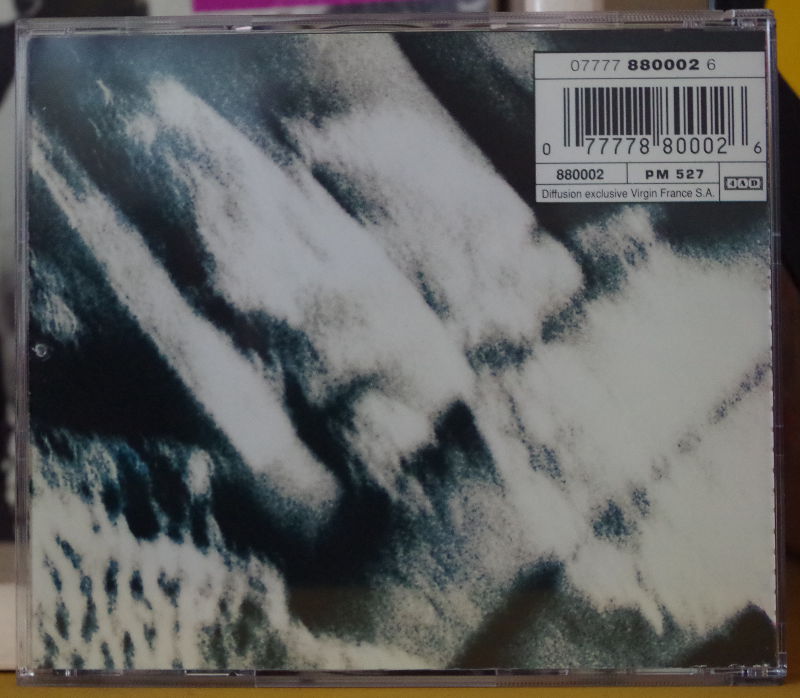 07777 880002 6
0 77778 80002 6
880002 PM 527 4AD
Diffusion exclusive Virgin France S.A.